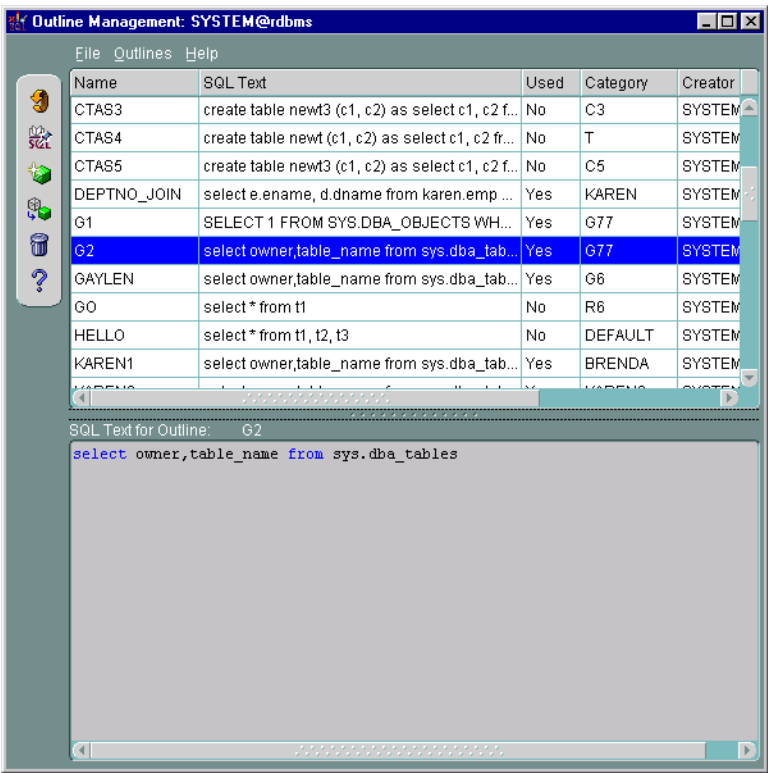 Outline Management: SYSTEM@rdbms
File Outlines Help
Name SQL Text Used Category Creator
CTAS3 create table newt3 (c1, c2) as select c1, c2 f... No C3 SYSTEM
CTAS4 create table newt (c1, c2) as select c1, c2 fr... No T SYSTEM
CTAS5 create table newt3 (c1, c2) as select c1, c2 f... No C5 SYSTEM
DEPTNO_JOIN select e.ename, d.dname from karen.emp ... Yes KAREN SYSTEM
G1 SELECT 1 FROM SYS.DBA_OBJECTS WH... Yes G77 SYSTEM
G2 select owner,table_name from sys.dba_tab... Yes G77 SYSTEM
GAYLEN select owner,table_name from sys.dba_tab... Yes G6 SYSTEM
GO select * from t1 No R6 SYSTEM
HELLO select * from t1, t2, t3 No DEFAULT SYSTEM
KAREN1 select owner,table_name from sys.dba_tab... Yes BRENDA SYSTEM
SQL Text for Outline: G2
select owner,table_name from sys.dba_tables